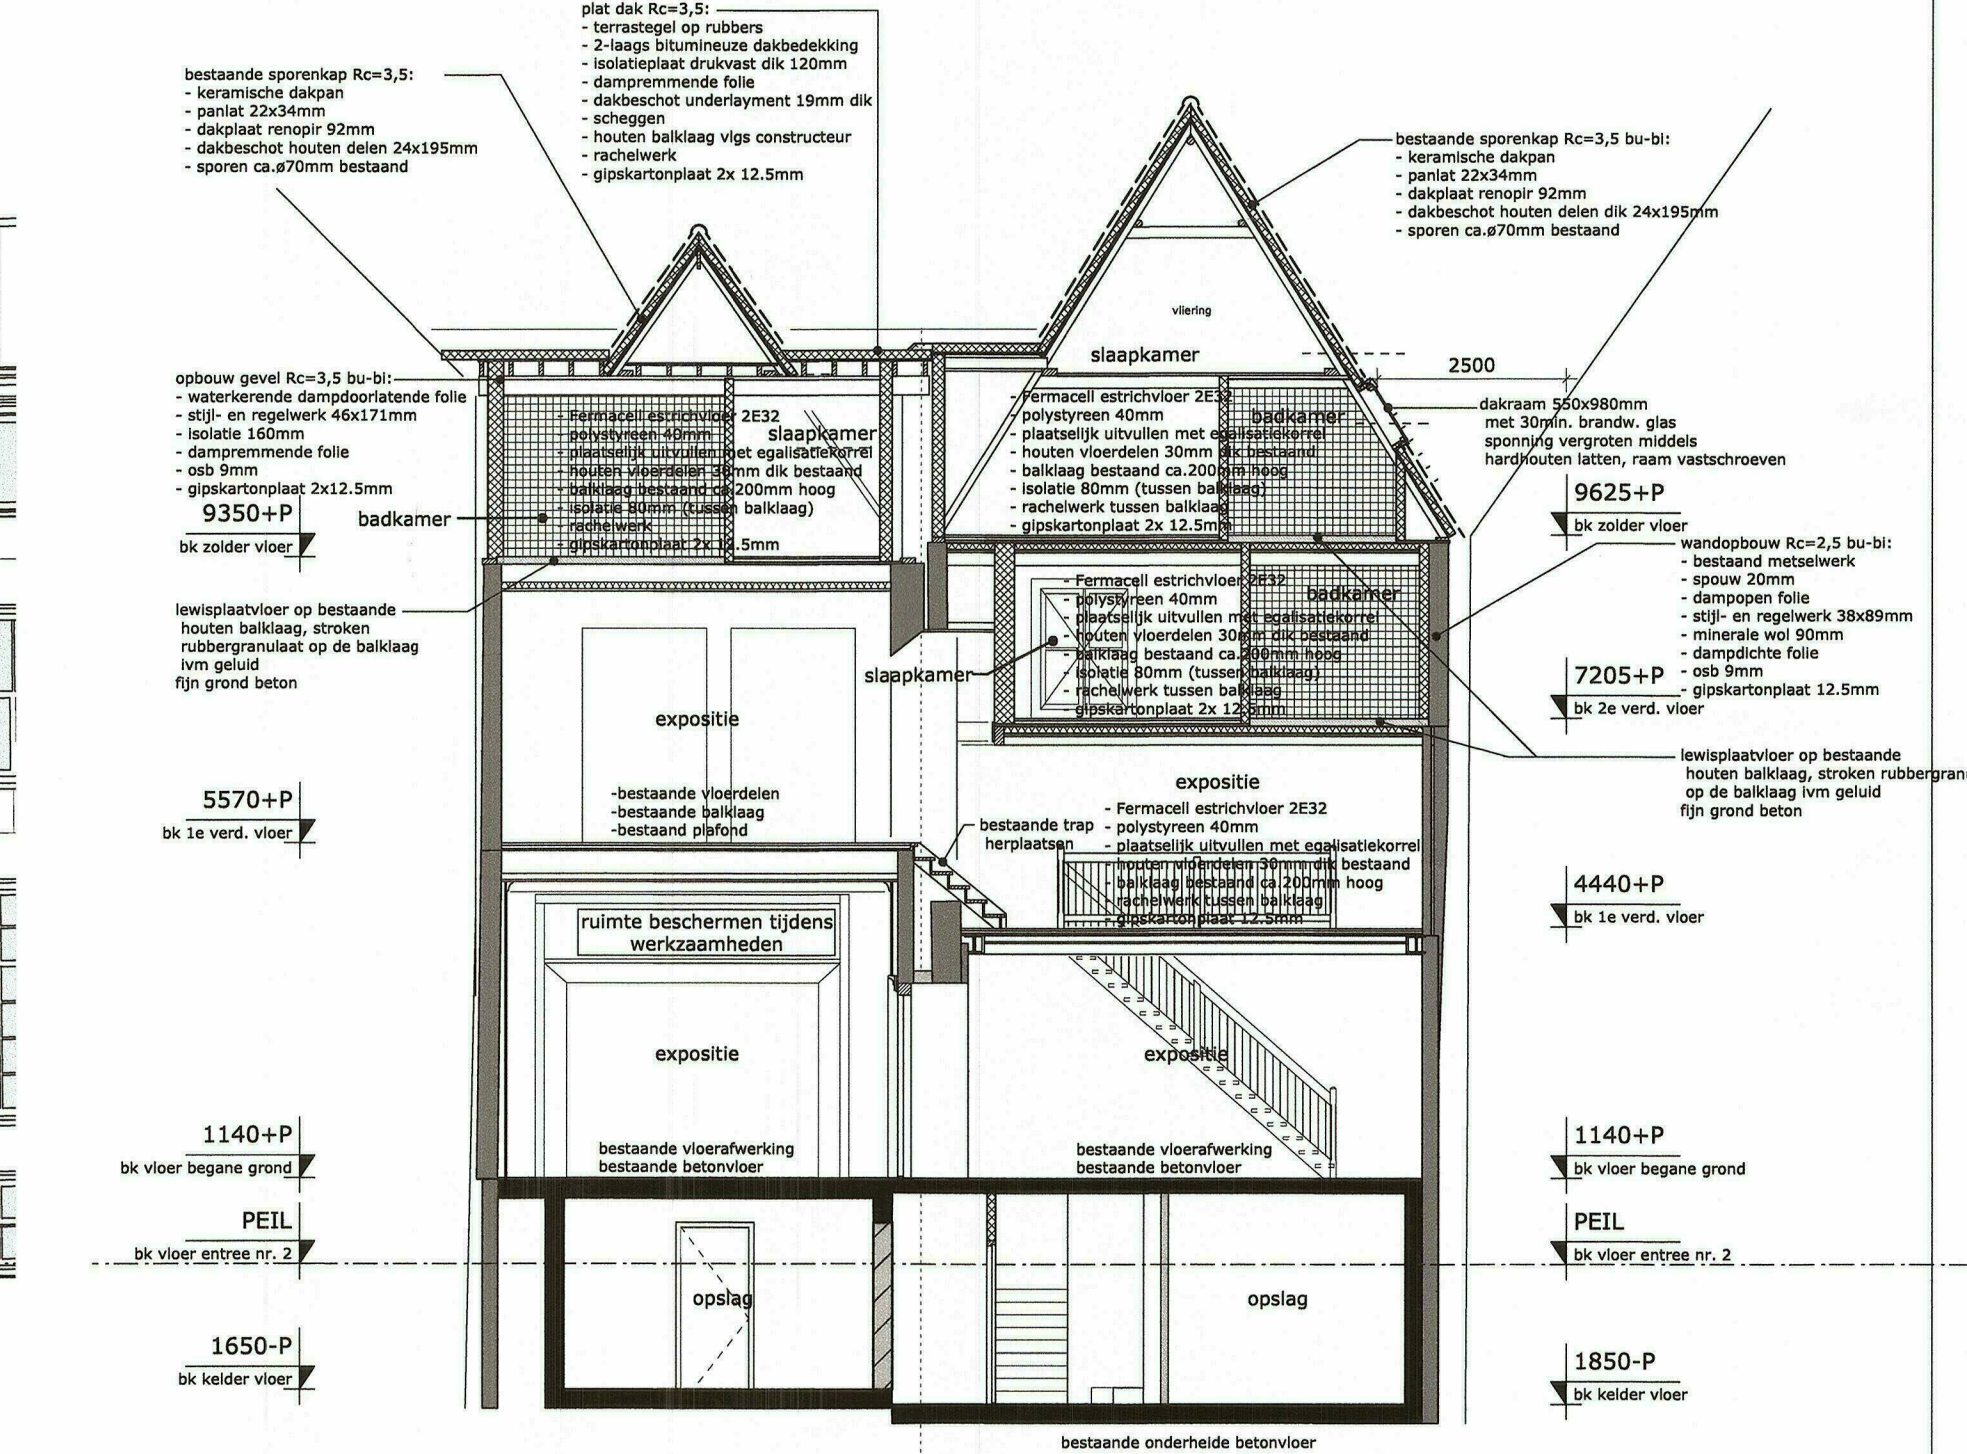 plat dak Rc=3,5:
- terrastegel op rubbers
- 2-laags bitumineuze dakbedekking
- isolatieplaat drukvast dik 120mm
- dampremmende folie
- dakbeschot underlayment 19mm dik
- scheggen
- houten balklaag vlgs constructeur
- rachelwerk
- gipskartonplaat 2x 12.5mm
bestaande sporenkap Rc=3,5:
- keramische dakpan
- panlat 22x34mm
- dakplaat renopir 92mm
- dakbeschot houten delen 24x195mm
- sporen ca.ø70mm bestaand
bestaande sporenkap Rc=3,5 bu-bi:
- keramische dakpan
- panlat 22x34mm
- dakplaat renopir 92mm
- dakbeschot houten delen dik 24x195mm
- sporen ca.ø70mm bestaand
vliering
slaapkamer
2500
opbouw gevel Rc=3,5 bu-bi:
- waterkerende dampdoorlatende folie
- stijl- en regelwerk 46x171mm
- isolatie 160mm
- dampremmende folie
- osb 9mm
- gipskartonplaat 2x12.5mm
9350+P
bk zolder vloer
badkamer
- Fermacell estrichvloer 2E32
- polystyreen 40mm
- plaatselijk uitvullen met egalisatiekorrel
- houten vloerdelen 30mm dik bestaand
- balklaag bestaand ca.200mm hoog
- isolatie 80mm (tussen balklaag)
- rachelwerk
- gipskartonplaat 2x 12.5mm
slaapkamer
- Fermacell estrichvloer 2E32
- polystyreen 40mm
- plaatselijk uitvullen met egalisatiekorrel
- houten vloerdelen 30mm dik bestaand
- balklaag bestaand ca.200mm hoog
- isolatie 80mm (tussen balklaag)
- rachelwerk tussen balklaag
- gipskartonplaat 2x 12.5mm
badkamer
dakraam 550x980mm
met 30min. brandw. glas
sponning vergroten middels
hardhouten latten, raam vastschroeven
9625+P
bk zolder vloer
wandopbouw Rc=2,5 bu-bi:
- bestaand metselwerk
- spouw 20mm
- dampopen folie
- stijl- en regelwerk 38x89mm
- minerale wol 90mm
- dampdichte folie
- osb 9mm
- gipskartonplaat 12.5mm
lewisplaatvloer op bestaande
houten balklaag, stroken
rubbergranulaat op de balklaag
ivm geluid
fijn grond beton
- Fermacell estrichvloer 2E32
- polystyreen 40mm
- plaatselijk uitvullen met egalisatiekorrel
- houten vloerdelen 30mm dik bestaand
- balklaag bestaand ca.200mm hoog
- isolatie 80mm (tussen balklaag)
- rachelwerk tussen balklaag
- gipskartonplaat 2x 12.5mm
badkamer
slaapkamer
7205+P
bk 2e verd. vloer
expositie
lewisplaatvloer op bestaande
houten balklaag, stroken rubbergran
op de balklaag ivm geluid
fijn grond beton
5570+P
bk 1e verd. vloer
-bestaande vloerdelen
-bestaande balklaag
-bestaand plafond
bestaande trap
herplaatsen
expositie
- Fermacell estrichvloer 2E32
- polystyreen 40mm
- plaatselijk uitvullen met egalisatiekorrel
- houten vloerdelen 30mm dik bestaand
- balklaag bestaand ca.200mm hoog
- rachelwerk tussen balklaag
- gipskartonplaat 12.5mm
4440+P
bk 1e verd. vloer
ruimte beschermen tijdens
werkzaamheden
expositie
expositie
1140+P
bk vloer begane grond
bestaande vloerafwerking
bestaande betonvloer
bestaande vloerafwerking
bestaande betonvloer
1140+P
bk vloer begane grond
PEIL
bk vloer entree nr. 2
PEIL
bk vloer entree nr. 2
opslag
opslag
1650-P
bk kelder vloer
1850-P
bk kelder vloer
bestaande onderheide betonvloer